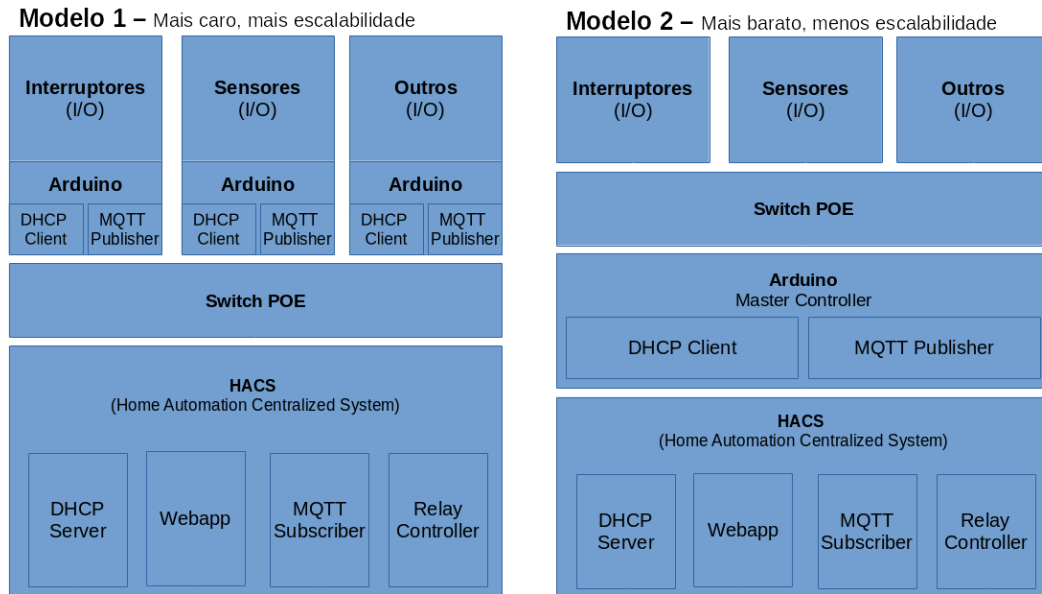 Modelo 1 – Mais caro, mais escalabilidade
Interruptores
(I/O)
Sensores
(I/O)
Outros
(I/O)
Arduino
Arduino
Arduino
DHCP
Client
MQTT
Publisher
DHCP
Client
MQTT
Publisher
DHCP
Client
MQTT
Publisher
Switch POE
HACS
(Home Automation Centralized System)
DHCP
Server
Webapp
MQTT
Subscriber
Relay
Controller
Modelo 2 – Mais barato, menos escalabilidade
Interruptores
(I/O)
Sensores
(I/O)
Outros
(I/O)
Switch POE
Arduino
Master Controller
DHCP Client
MQTT Publisher
HACS
(Home Automation Centralized System)
DHCP
Server
Webapp
MQTT
Subscriber
Relay
Controller